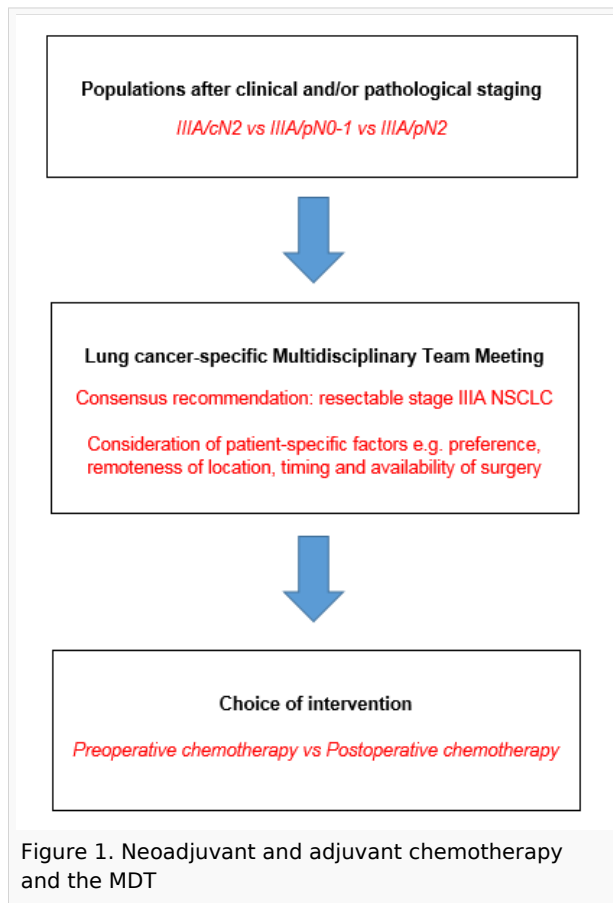 Populations after clinical and/or pathological staging
IIIA/cN2 vs IIIA/pN0-1 vs IIIA/pN2
Lung cancer-specific Multidisciplinary Team Meeting
Consensus recommendation: resectable stage IIIA NSCLC
Consideration of patient-specific factors e.g. preference,
remoteness of location, timing and availability of surgery
Choice of intervention
Preoperative chemotherapy vs Postoperative chemotherapy
Figure 1. Neoadjuvant and adjuvant chemotherapy
and the MDT